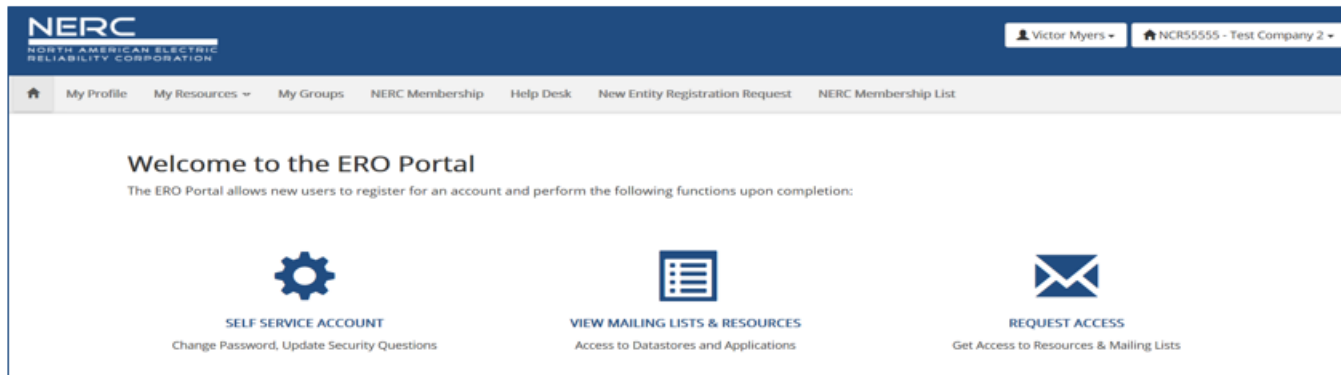 NERC
NORTH AMERICAN ELECTRIC
RELIABILITY CORPORATION
Victor Myers
NCR55555 - Test Company 2
My Profile My Resources My Groups NERC Membership Help Desk New Entity Registration Request NERC Membership List
Welcome to the ERO Portal
The ERO Portal allows new users to register for an account and perform the following functions upon completion:
SELF SERVICE ACCOUNT
Change Password, Update Security Questions
VIEW MAILING LISTS & RESOURCES
Access to Datastores and Applications
REQUEST ACCESS
Get Access to Resources & Mailing Lists